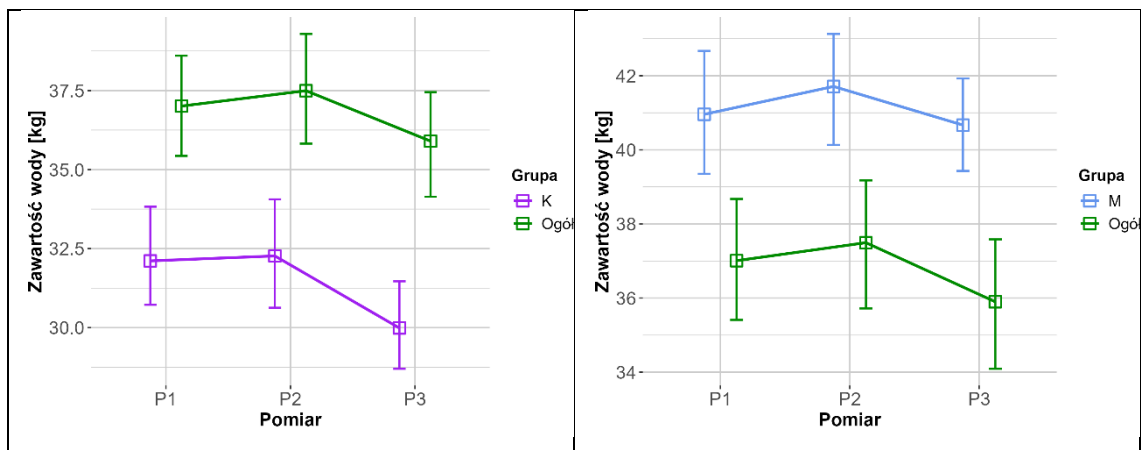 Zawartość wody [kg]
37.5
35.0
32.5
30.0
P1
P2
P3
Pomiar
Grupa
K
Ogół
Zawartość wody [kg]
42
40
38
36
34
P1
P2
P3
Pomiar
Grupa
M
Ogół